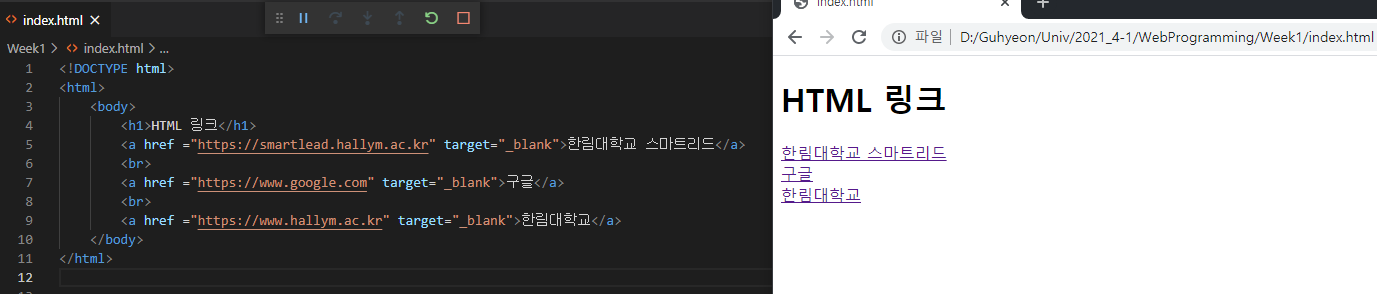 index.html
Week1 > index.html > ...
1 <!DOCTYPE html>
2 <html>
3 <body>
4 <h1>HTML 링크</h1>
5 <a href ="https://smartlead.hallym.ac.kr" target="_blank">한림대학교 스마트리드</a>
6 <br>
7 <a href ="https://www.google.com" target="_blank">구글</a>
8 <br>
9 <a href ="https://www.hallym.ac.kr" target="_blank">한림대학교</a>
10 </body>
11 </html>
12
index.html
파일 | D:/Guhyeon/Univ/2021_4-1/WebProgramming/Week1/index.html
HTML 링크
한림대학교 스마트리드
구글
한림대학교